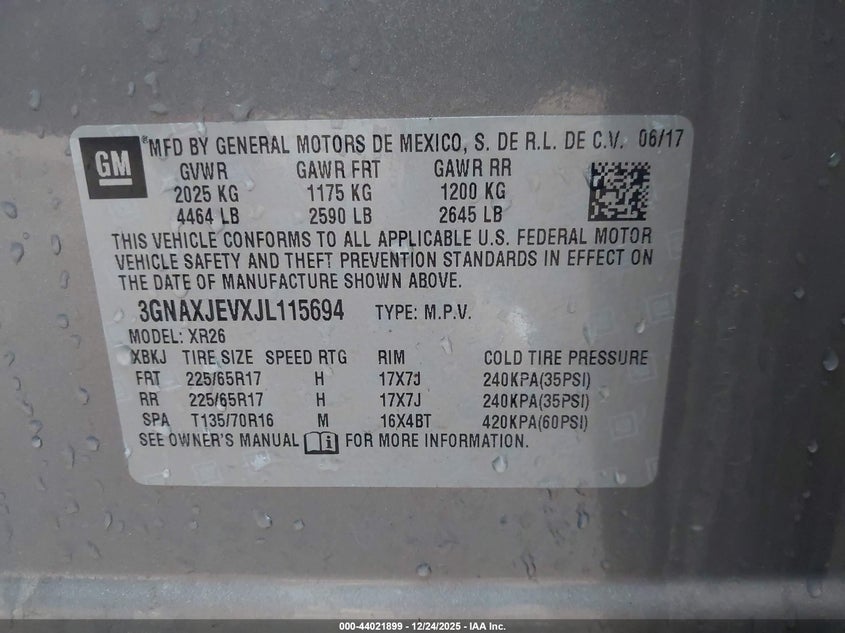 GM
®MFD BY GENERAL MOTORS DE MEXICO, S. DE R.L. DE C.V. 06/17
GVWR GAWR FRT GAWR RR
2025 KG 1175 KG 1200 KG
4464 LB 2590 LB 2645 LB
THIS VEHICLE CONFORMS TO ALL APPLICABLE U.S. FEDERAL MOTOR
VEHICLE SAFETY AND THEFT PREVENTION STANDARDS IN EFFECT ON
THE DATE OF MANUFACTURE SHOWN ABOVE.
3GNAXJEVXJL115694 TYPE: M.P.V.
MODEL: XR26
XBKJ TIRE SIZE SPEED RTG RIM COLD TIRE PRESSURE
FRT 225/65R17 H 17X7J 240KPA(35PSI)
RR 225/65R17 H 17X7J 240KPA(35PSI)
SPA T135/70R16 M 16X4BT 420KPA(60PSI)
SEE OWNER'S MANUAL i FOR MORE INFORMATION.
000-44021899 - 12/24/2025 - IAA Inc.